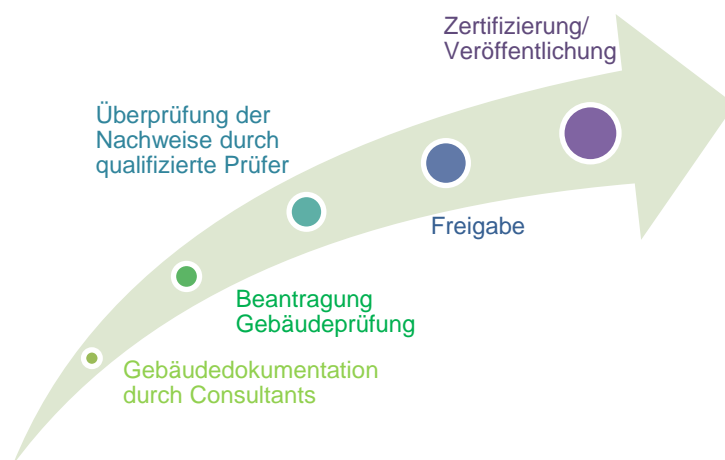 Zertifizierung/
Veröffentlichung
Überprüfung der
Nachweise durch
qualifizierte Prüfer
Freigabe
Beantragung
Gebäudeprüfung
Gebäudedokumentation
durch Consultants